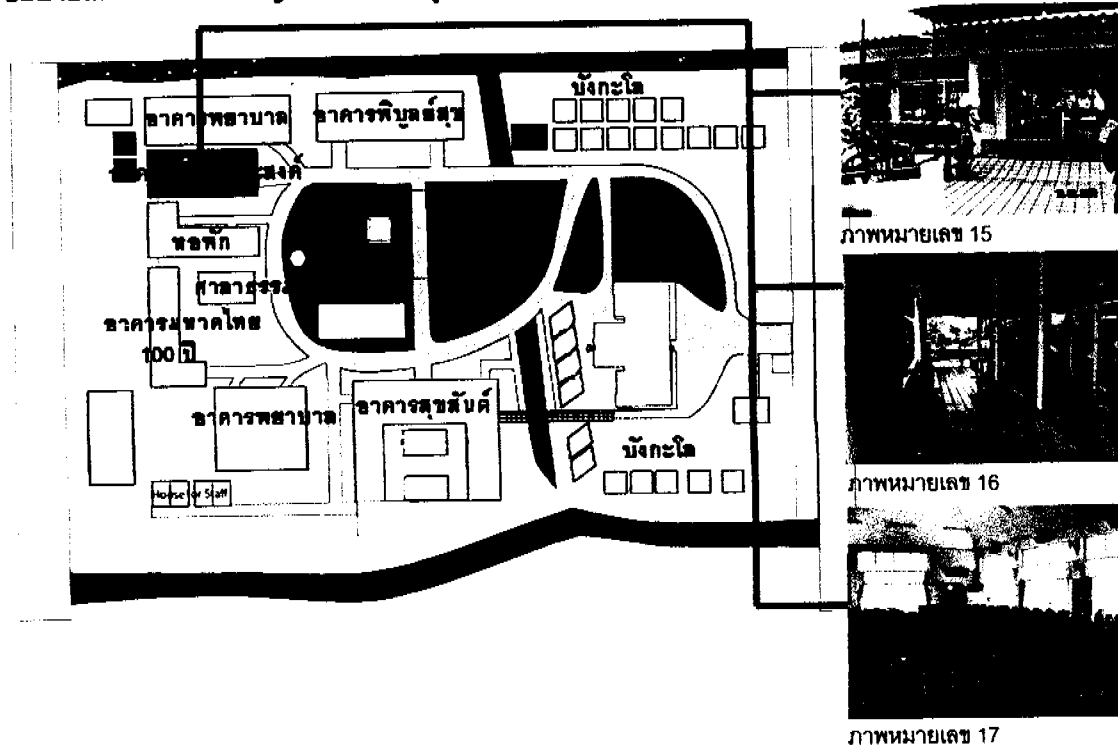 บังกะโล
อาคารพยาบาล
อาคารพิบูลย์สุข
หอพัก
อาคารมหาดไทย
100 ปี
อาคารพยาบาล
อาคารสุขสันต์
บังกะโล
House for Staff
ภาพหมายเลข 15
ภาพหมายเลข 16
ภาพหมายเลข 17